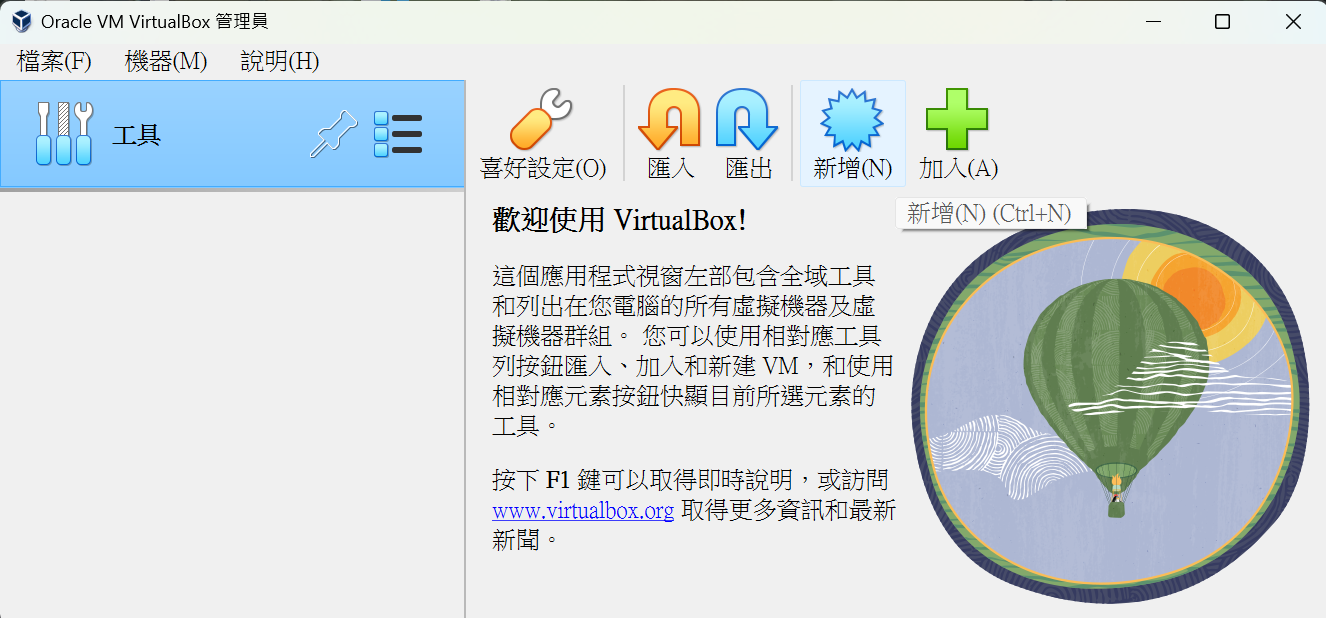 Oracle VM VirtualBox 管理員
檔案(F) 機器(M) 說明(H)
工具
喜好設定(O) 匯入 匯出 新增(N) 加入(A)
新增(N) (Ctrl+N)
歡迎使用 VirtualBox!
這個應用程式視窗左部包含全域工具
和列出在您電腦的所有虛擬機器及虛
擬機器群組。 您可以使用相對應工具
列按鈕匯入、加入和新建 VM，和使用
相對應元素按鈕快顯目前所選元素的
工具。
按下 F1 鍵可以取得即時說明，或訪問
www.virtualbox.org 取得更多資訊和最新
新聞。